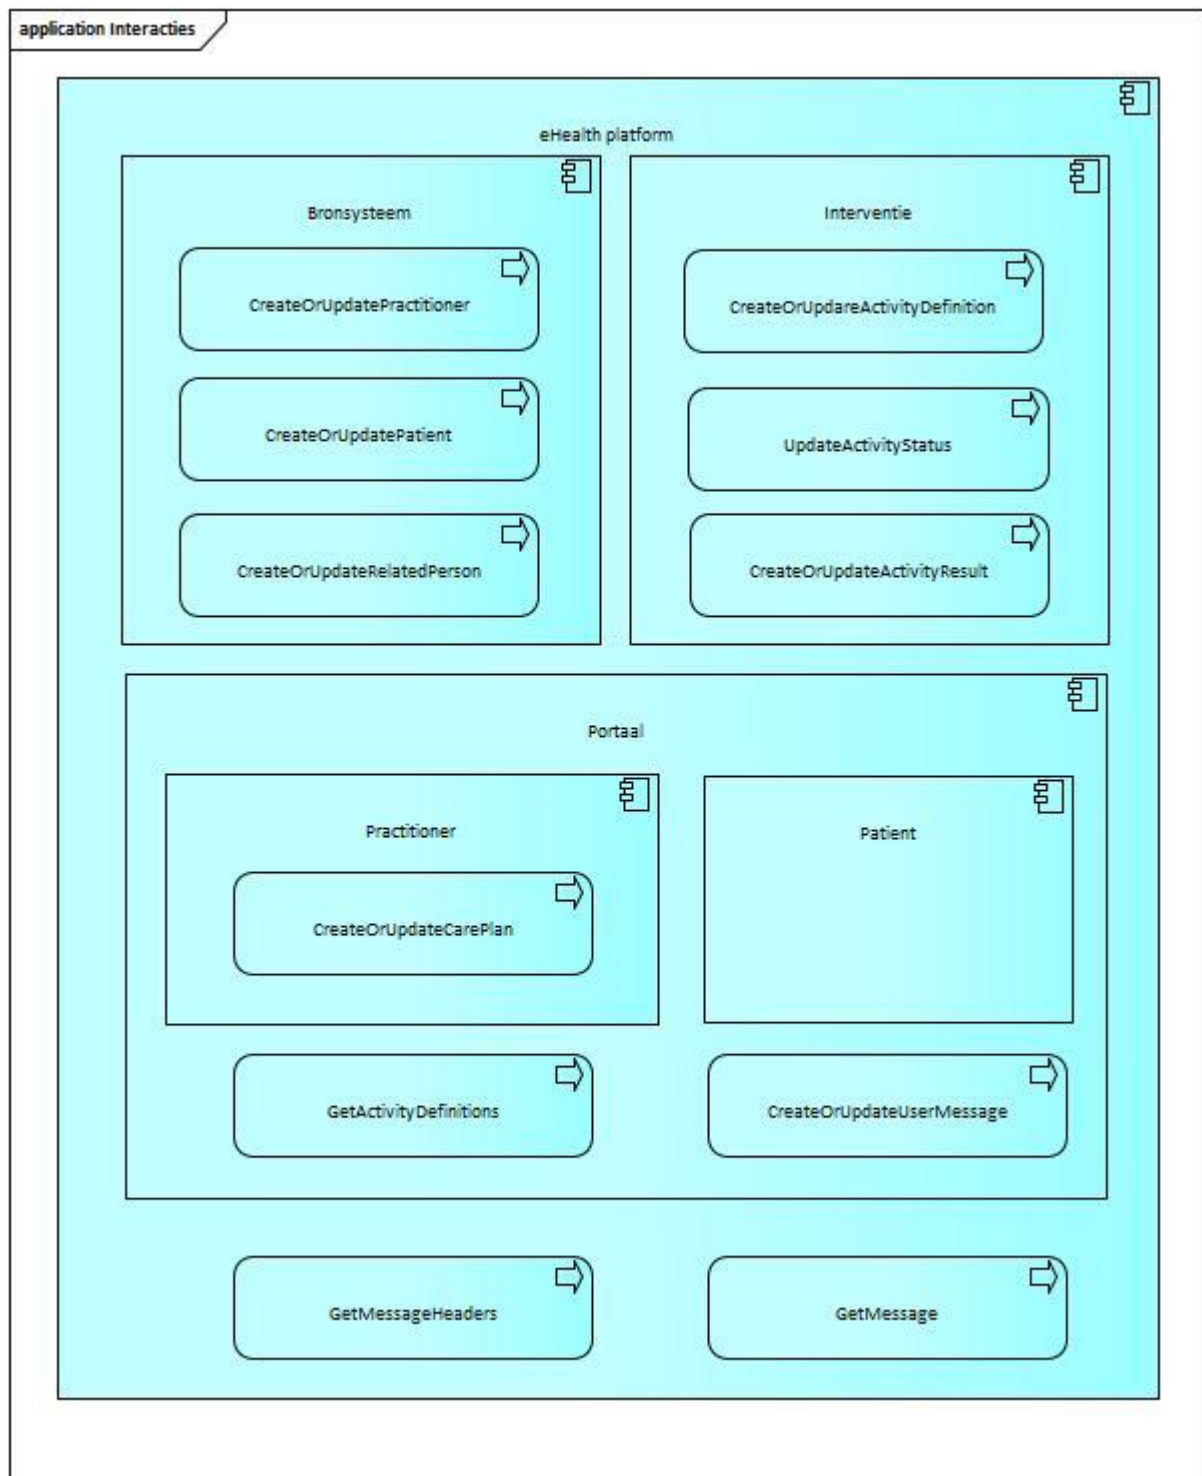 application Interacties
eHealth platform
Bronsysteem
CreateOrUpdatePractitioner
CreateOrUpdatePatient
CreateOrUpdateRelatedPerson
Interventie
CreateOrUpdareActivityDefinition
UpdateActivityStatus
CreateOrUpdateActivityResult
Portaal
Practitioner
CreateOrUpdateCarePlan
Patient
GetActivityDefinitions
CreateOrUpdateUserMessage
GetMessageHeaders
GetMessage